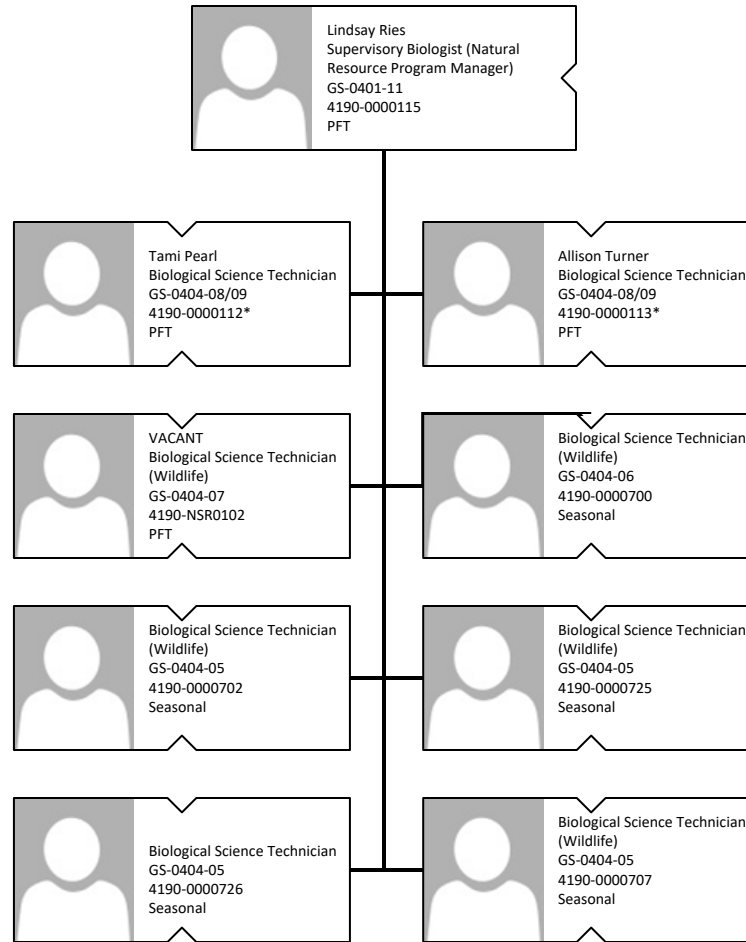 Lindsay Ries
Supervisory Biologist (Natural
Resource Program Manager)
GS-0401-11
4190-0000115
PFT
Tami Pearl
Biological Science Technician
GS-0404-08/09
4190-0000112*
PFT
Allison Turner
Biological Science Technician
GS-0404-08/09
4190-0000113*
PFT
VACANT
Biological Science Technician
(Wildlife)
GS-0404-07
4190-NSR0102
PFT
Biological Science Technician
(Wildlife)
GS-0404-06
4190-0000700
Seasonal
Biological Science Technician
(Wildlife)
GS-0404-05
4190-0000702
Seasonal
Biological Science Technician
(Wildlife)
GS-0404-05
4190-0000725
Seasonal
Biological Science Technician
GS-0404-05
4190-0000726
Seasonal
Biological Science Technician
(Wildlife)
GS-0404-05
4190-0000707
Seasonal